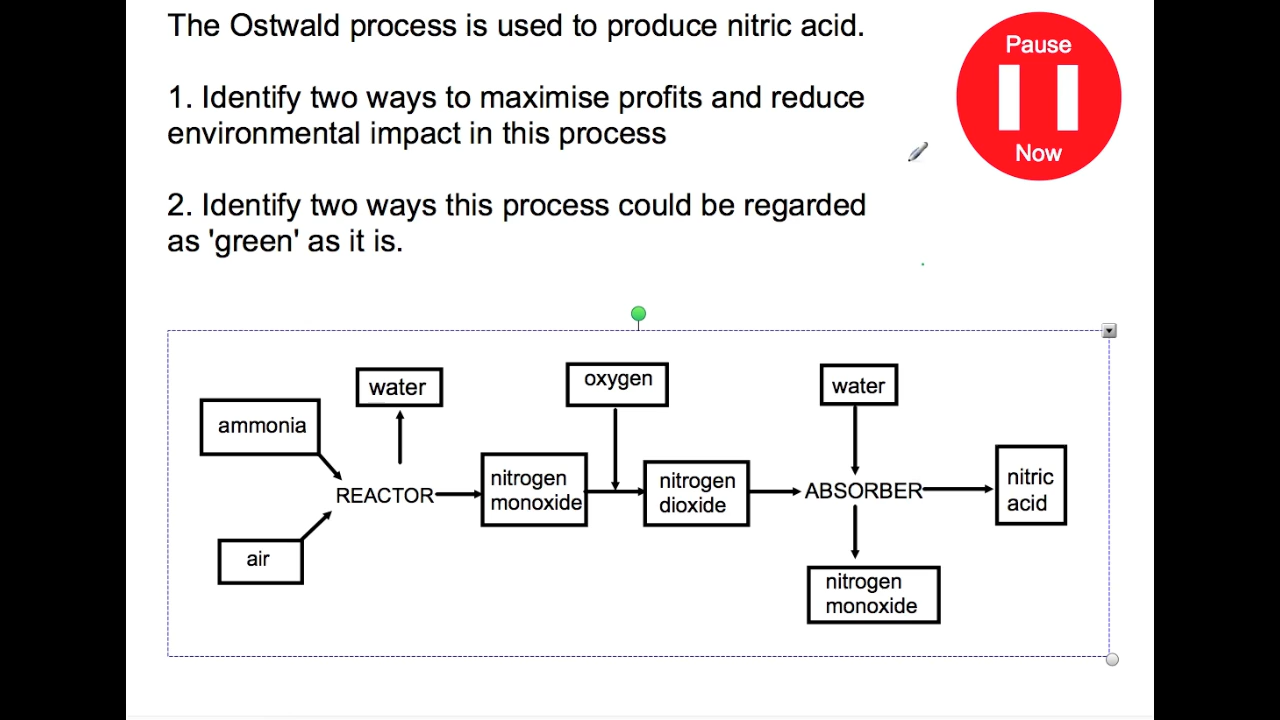 The Ostwald process is used to produce nitric acid.
1. Identify two ways to maximise profits and reduce
environmental impact in this process
2. Identify two ways this process could be regarded
as 'green' as it is.
Pause
Now
water
oxygen
water
ammonia
REACTOR
nitrogen
monoxide
nitrogen
dioxide
ABSORBER
nitric
acid
air
nitrogen
monoxide